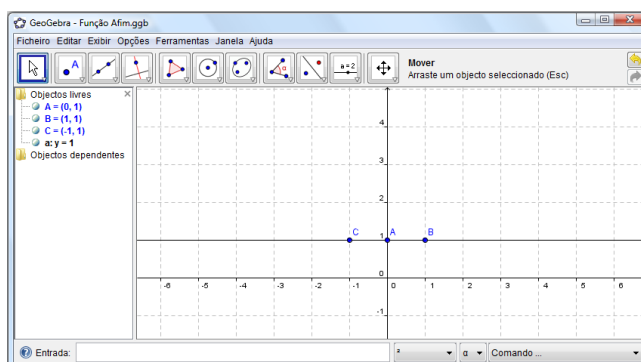 GeoGebra - Função Afim.ggb
Ficheiro Editar Exibir Opções Ferramentas Janela Ajuda
A
α
a = 2
Mover
Arraste um objecto seleccionado (Esc)
Objectos livres
A = (0, 1)
B = (1, 1)
C = (-1, 1)
a: y = 1
Objectos dependentes
4
3
2
1
C A B
0
-6 -5 -4 -3 -2 -1 0 1 2 3 4 5 6
-1
Entrada:
²
α
Comando ...